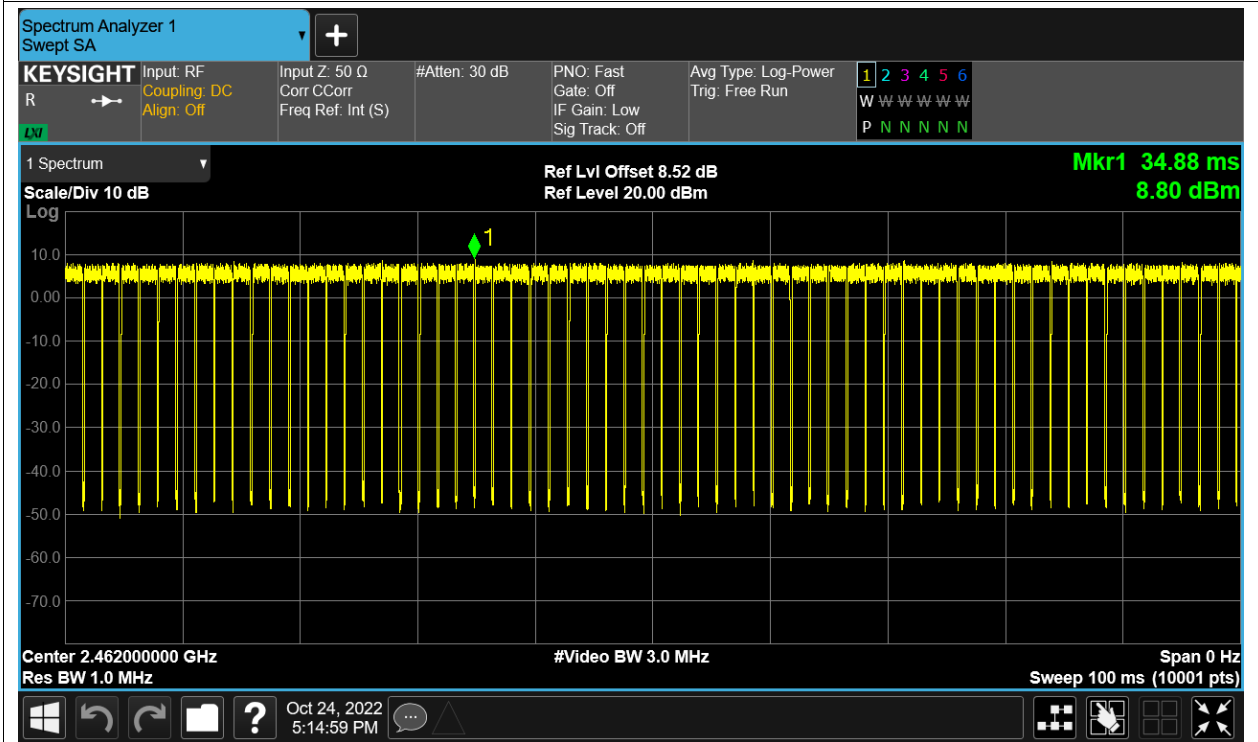 Spectrum Analyzer 1
Swept SA
+
KEYSIGHT
R
LXI
Input: RF
Coupling: DC
Align: Off
Input Z: 50 Ω
Corr CCorr
Freq Ref: Int (S)
#Atten: 30 dB
PNO: Fast
Gate: Off
IF Gain: Low
Sig Track: Off
Avg Type: Log-Power
Trig: Free Run
1 2 3 4 5 6
W W W W W W
P N N N N N
1 Spectrum
Scale/Div 10 dB
Log
Ref Lvl Offset 8.52 dB
Ref Level 20.00 dBm
Mkr1 34.88 ms
8.80 dBm
1
10.0
0.00
-10.0
-20.0
-30.0
-40.0
-50.0
-60.0
-70.0
Center 2.462000000 GHz
#Video BW 3.0 MHz
Span 0 Hz
Res BW 1.0 MHz
Sweep 100 ms (10001 pts)
?
Oct 24, 2022
5:14:59 PM